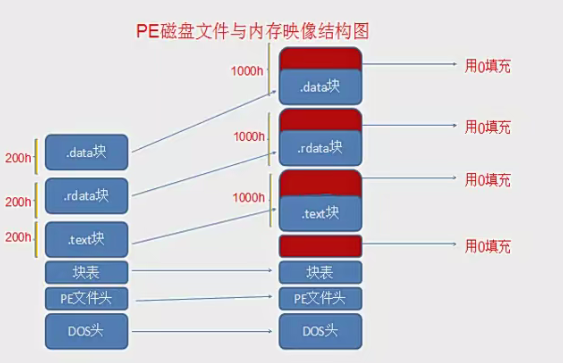 PE磁盘文件与内存映像结构图
1000h
.data块
用0填充
1000h
.rdata块
用0填充
200h
.data块
1000h
.text块
用0填充
200h
.rdata块
200h
.text块
用0填充
块表
块表
PE文件头
PE文件头
DOS头
DOS头